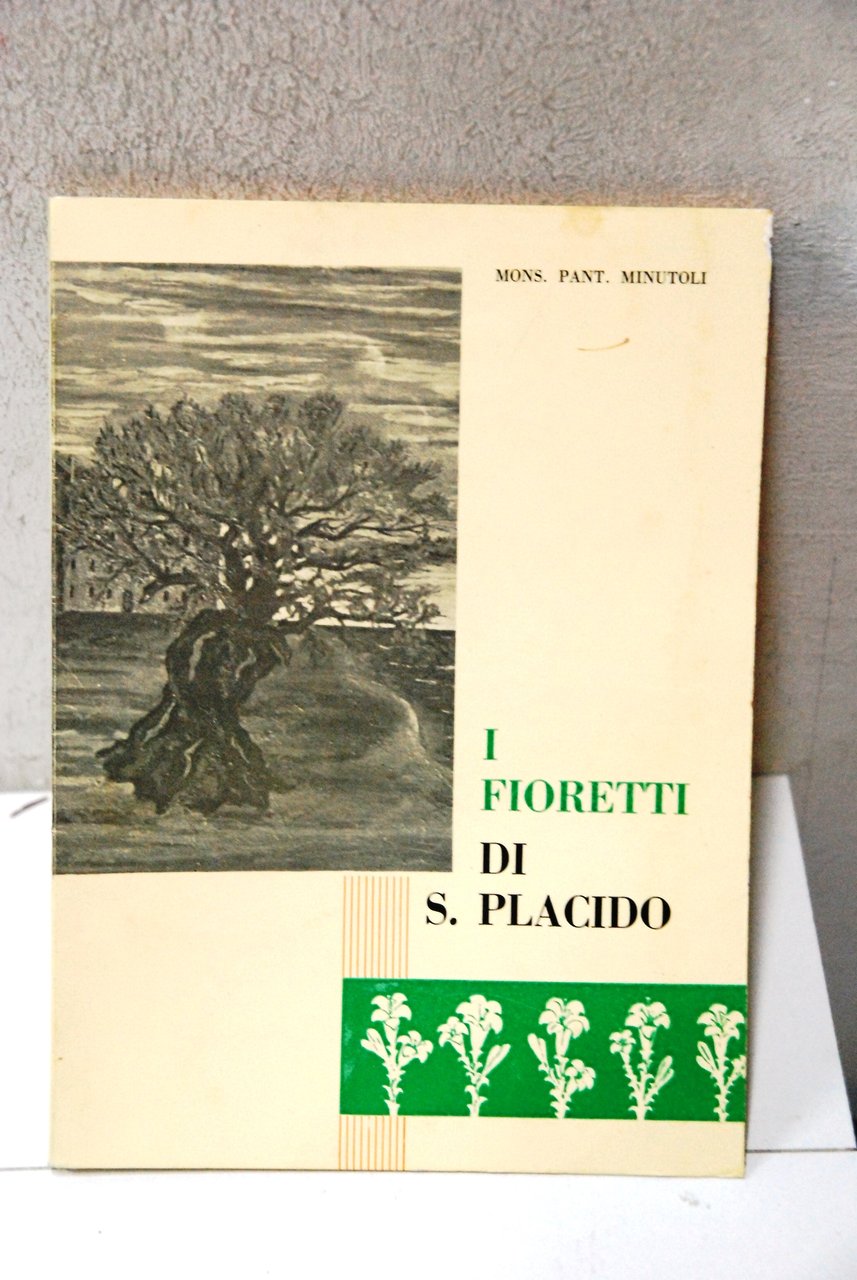 MONS. PANT. MINUTOLI
I
FIORETTI
DI
S. PLACIDO